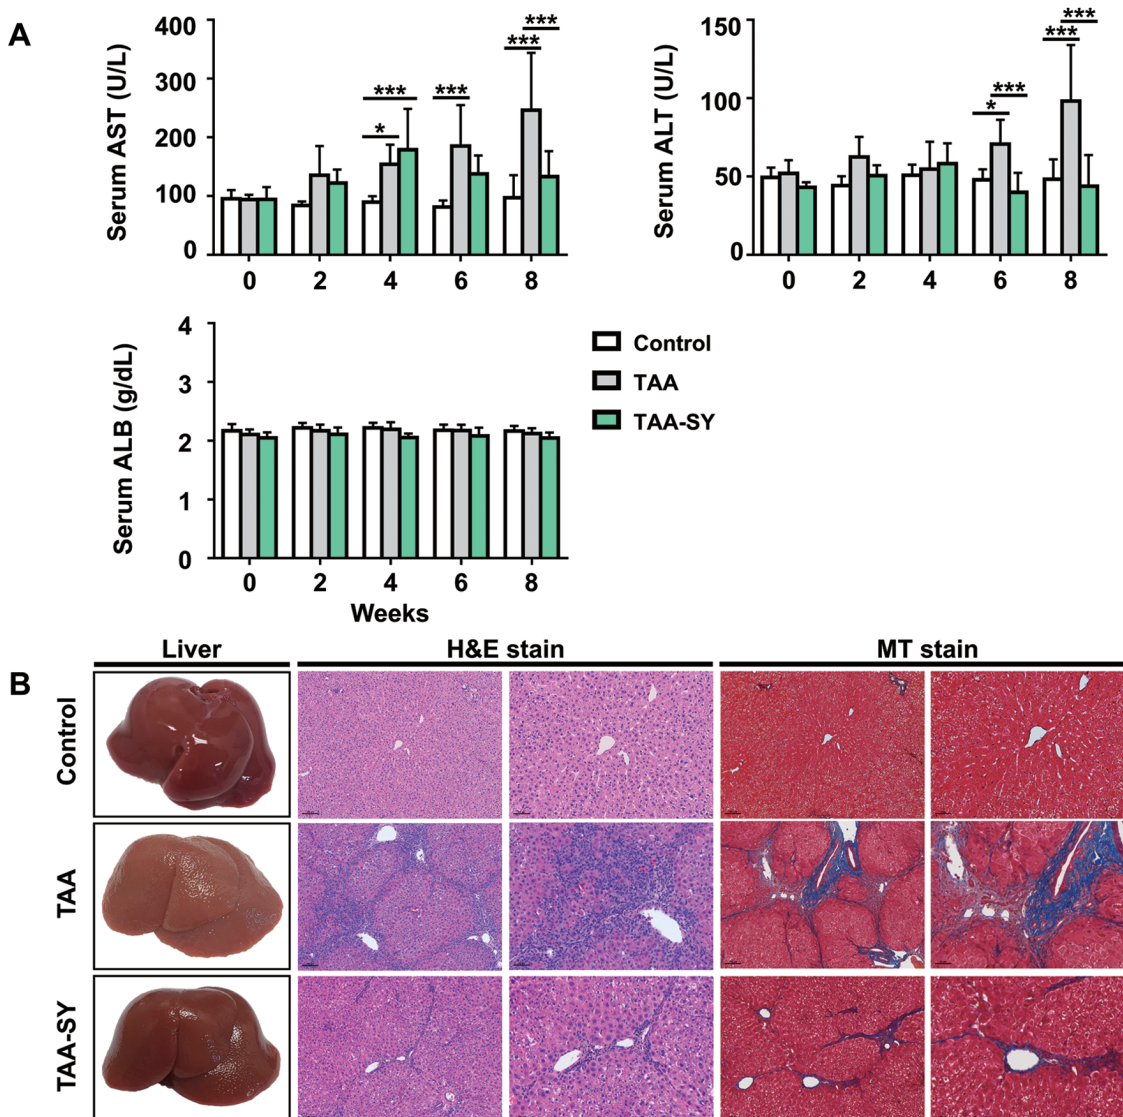 A
Serum AST (U/L)
400
300
200
100
0
***
*
***
***
***
0 2 4 6 8
Serum ALT (U/L)
150
100
50
0
*
***
***
***
0 2 4 6 8
Serum ALB (g/dL)
4
3
2
1
0
0 2 4 6 8
Weeks
Control
TAA
TAA-SY
B
Liver H&E stain MT stain
Control
TAA
TAA-SY